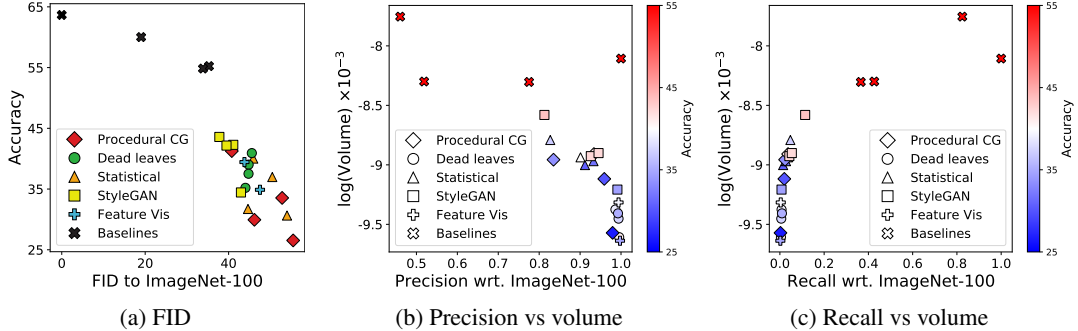 65
55
45
35
25
Accuracy
Procedural CG
Dead leaves
Statistical
StyleGAN
Feature Vis
Baselines
0
20
40
FID to ImageNet-100
(a) FID
-8
-8.5
-9
-9.5
log(Volume) ×10⁻³
Procedural CG
Dead leaves
Statistical
StyleGAN
Feature Vis
Baselines
0.5 0.6 0.7 0.8 0.9 1.0
Precision wrt. ImageNet-100
55
45
35
25
Accuracy
(b) Precision vs volume
-8
-8.5
-9
-9.5
log(Volume) ×10⁻³
Procedural CG
Dead leaves
Statistical
StyleGAN
Feature Vis
Baselines
0.0 0.2 0.4 0.6 0.8 1.0
Recall wrt. ImageNet-100
55
45
35
25
Accuracy
(c) Recall vs volume